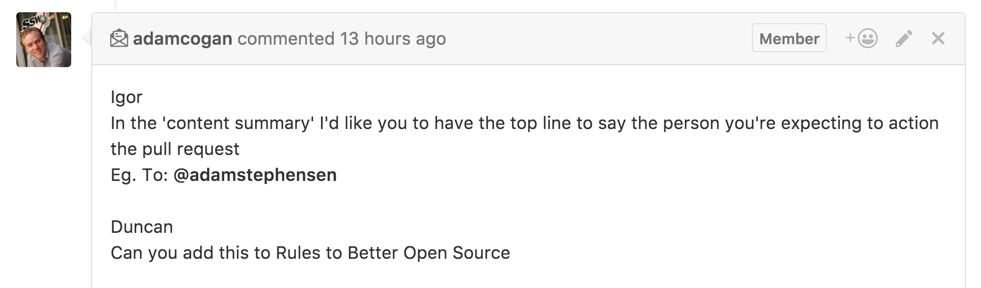 SSW
adamcogan commented 13 hours ago
Member
+
Igor
In the 'content summary' I'd like you to have the top line to say the person you're expecting to action
the pull request
Eg. To: @adamstephensen
Duncan
Can you add this to Rules to Better Open Source